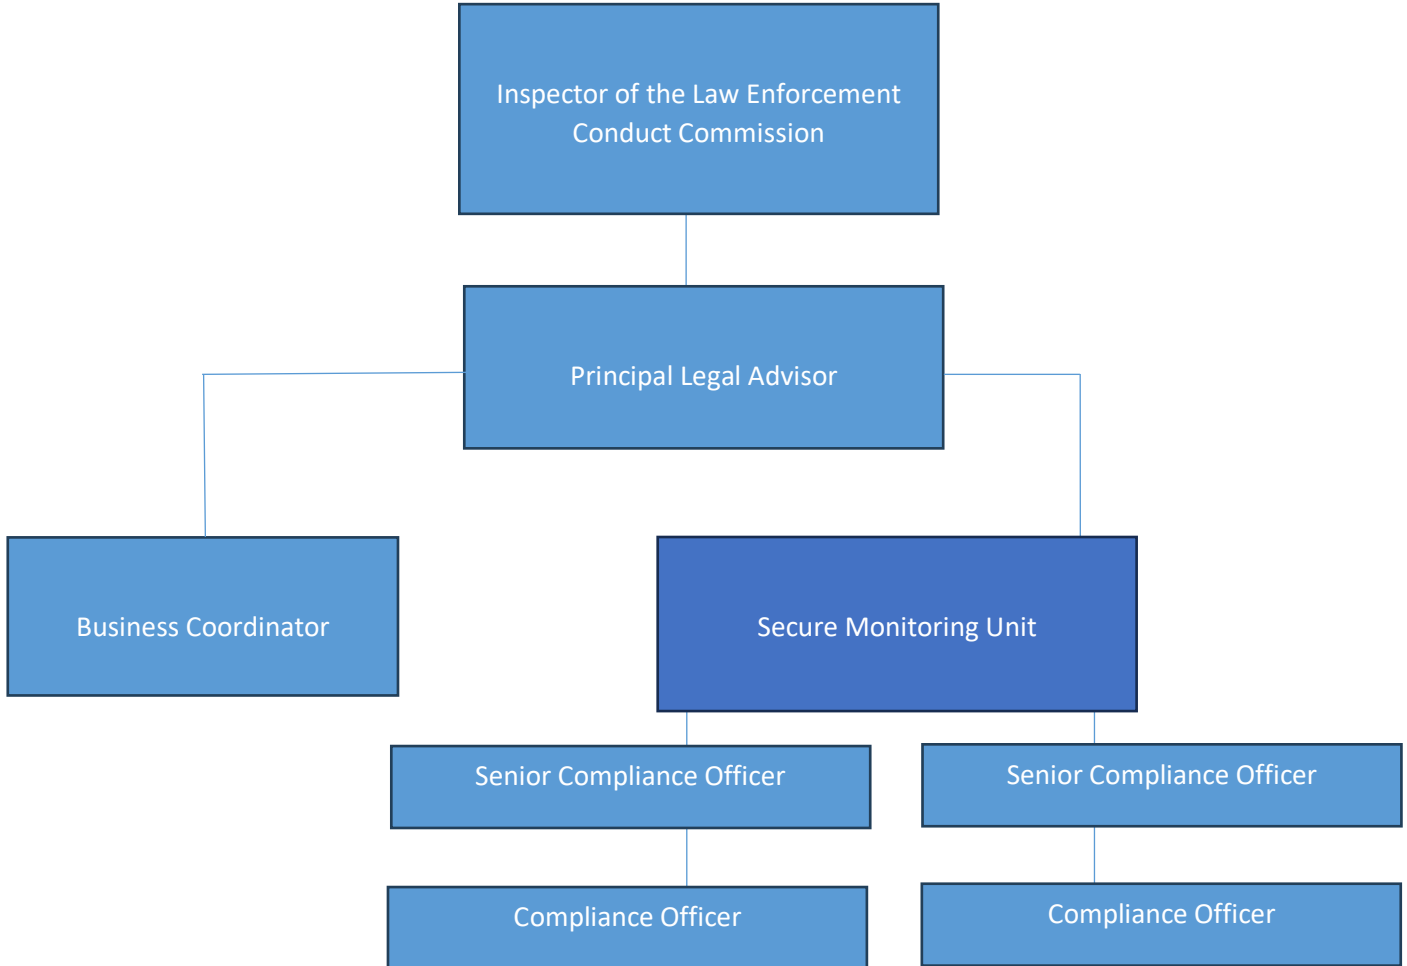 Inspector of the Law Enforcement
Conduct Commission
Principal Legal Advisor
Business Coordinator
Secure Monitoring Unit
Senior Compliance Officer
Senior Compliance Officer
Compliance Officer
Compliance Officer